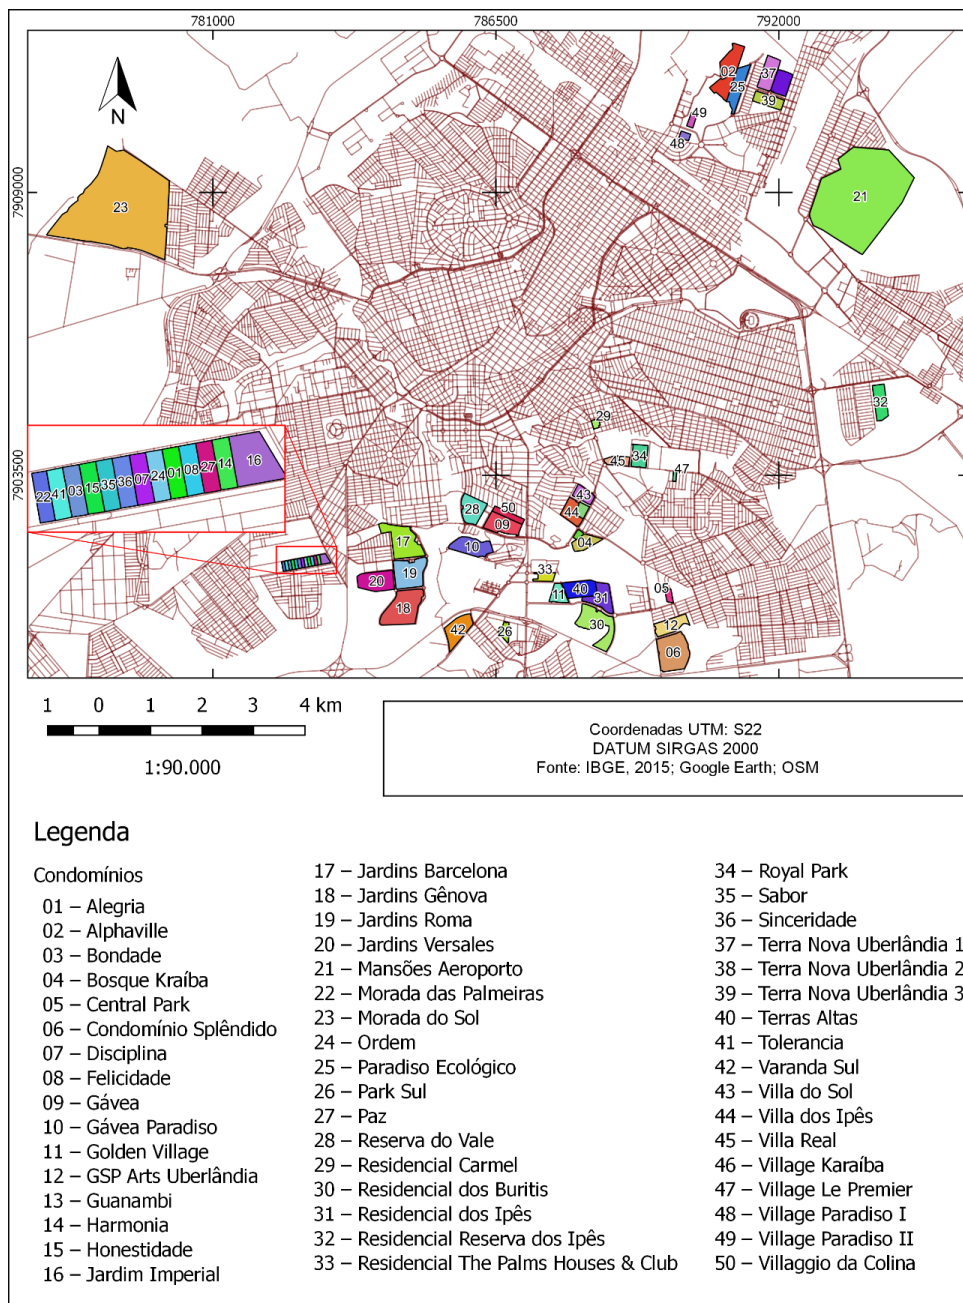 781000 786500 792000
7909000
7903500
N
02
37
25
39
49
48
23
21
32
29
45
34
47
22 41 03 15 35 36 07 24 01 08 27 14 16
28
50
09
43
44
17
10
04
33
19
20
11
40
31
05
18
42
26
30
12
06
1 0 1 2 3 4 km
1:90.000
Coordenadas UTM: S22
DATUM SIRGAS 2000
Fonte: IBGE, 2015; Google Earth; OSM
Legenda
Condomínios
01 – Alegria
02 – Alphaville
03 – Bondade
04 – Bosque Kraíba
05 – Central Park
06 – Condomínio Splêndido
07 – Disciplina
08 – Felicidade
09 – Gávea
10 – Gávea Paradiso
11 – Golden Village
12 – GSP Arts Uberlândia
13 – Guanambi
14 – Harmonia
15 – Honestidade
16 – Jardim Imperial
17 – Jardins Barcelona
18 – Jardins Gênova
19 – Jardins Roma
20 – Jardins Versales
21 – Mansões Aeroporto
22 – Morada das Palmeiras
23 – Morada do Sol
24 – Ordem
25 – Paradiso Ecológico
26 – Park Sul
27 – Paz
28 – Reserva do Vale
29 – Residencial Carmel
30 – Residencial dos Buritis
31 – Residencial dos Ipês
32 – Residencial Reserva dos Ipês
33 – Residencial The Palms Houses & Club
34 – Royal Park
35 – Sabor
36 – Sinceridade
37 – Terra Nova Uberlândia 1
38 – Terra Nova Uberlândia 2
39 – Terra Nova Uberlândia 3
40 – Terras Altas
41 – Tolerancia
42 – Varanda Sul
43 – Villa do Sol
44 – Villa dos Ipês
45 – Villa Real
46 – Village Karaíba
47 – Village Le Premier
48 – Village Paradiso I
49 – Village Paradiso II
50 – Villaggio da Colina